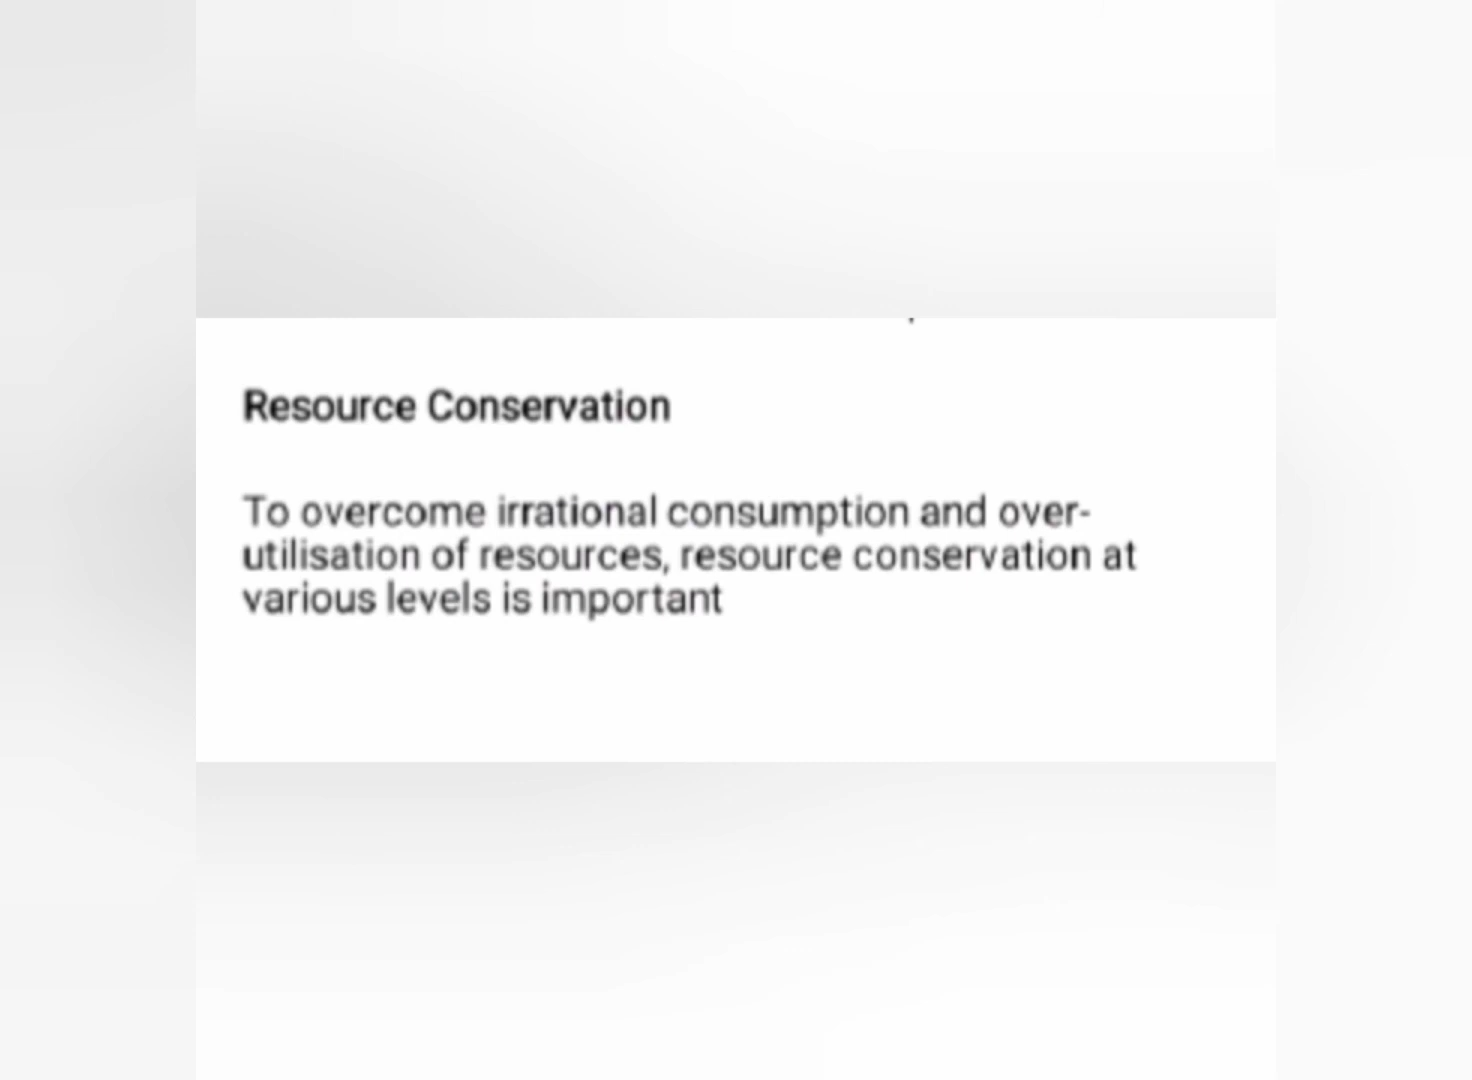 Resource Conservation
To overcome irrational consumption and over-
utilisation of resources, resource conservation at
various levels is important